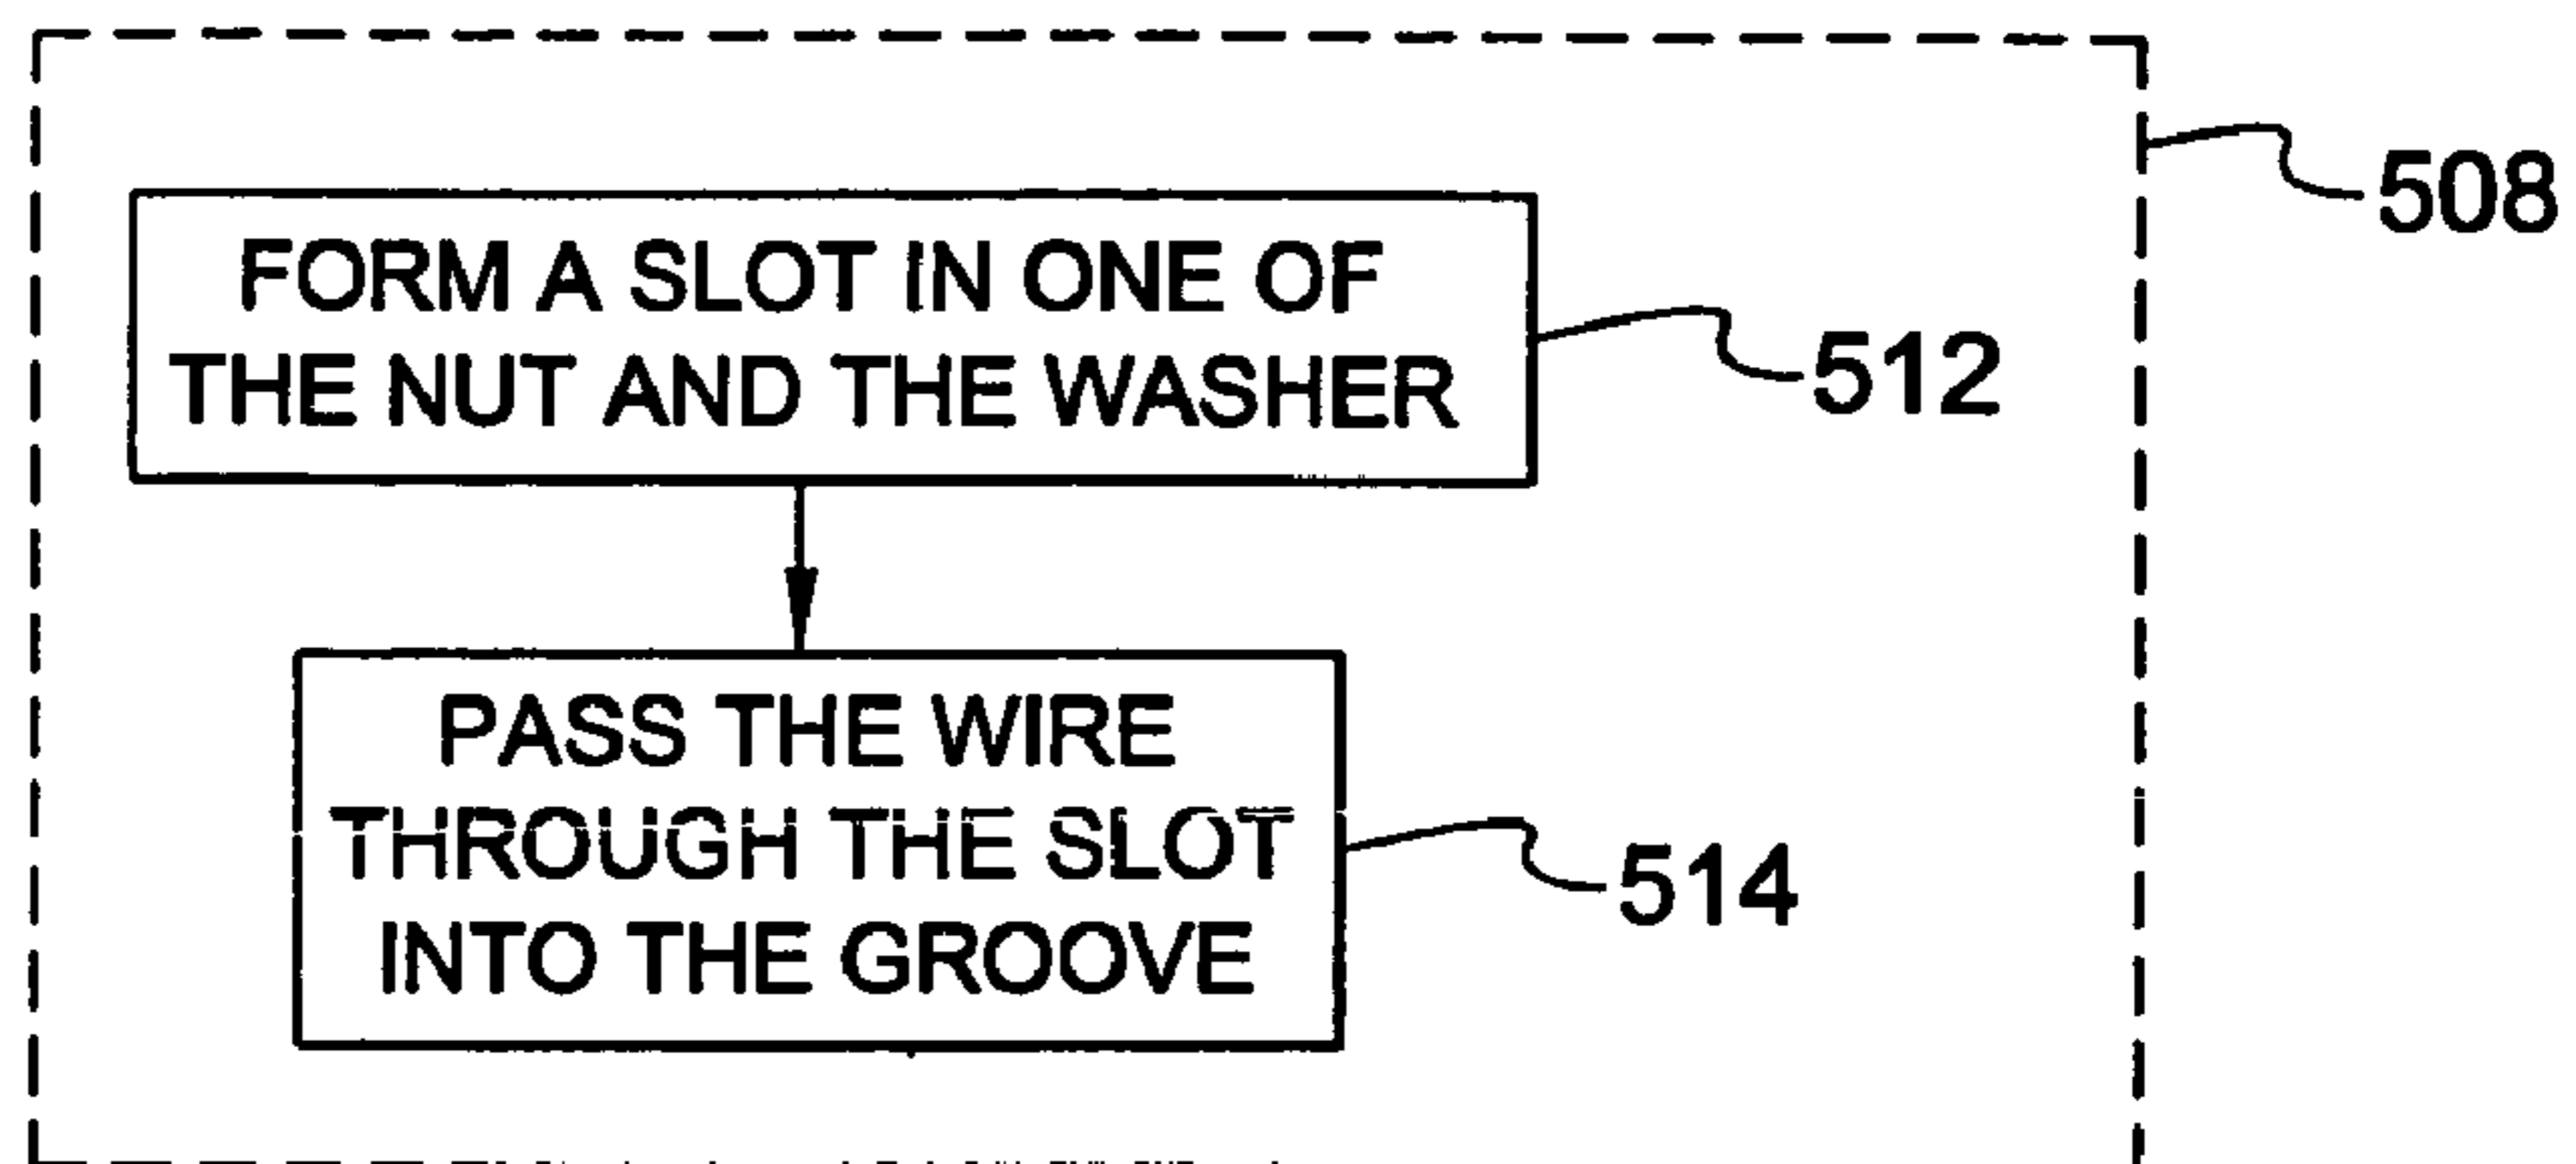 508
FORM A SLOT IN ONE OF
THE NUT AND THE WASHER
512
PASS THE WIRE
THROUGH THE SLOT
INTO THE GROOVE
514